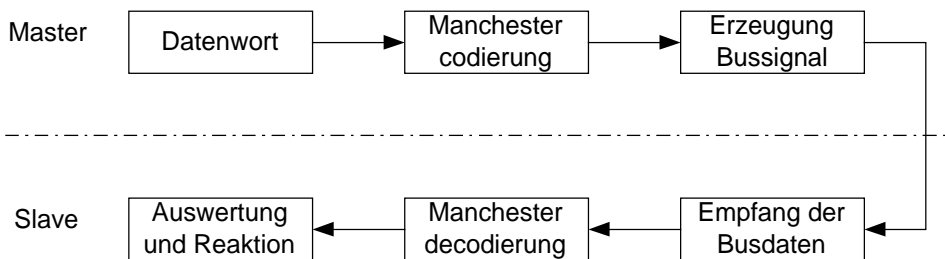 Master
Datenwort
Manchester
codierung
Erzeugung
Bussignal
Slave
Auswertung
und Reaktion
Manchester
decodierung
Empfang der
Busdaten